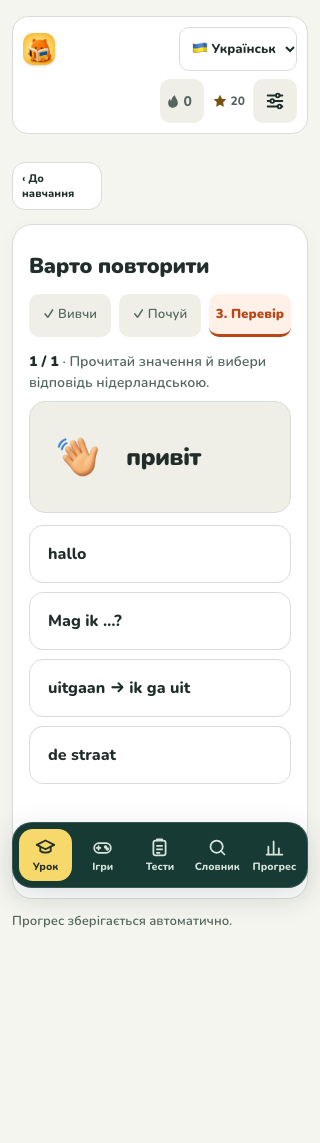 🇺🇦 Українськ
0
20
‹ До
навчання
Варто повторити
✓ Вивчи
✓ Почуй
3. Перевір
1 / 1 · Прочитай значення й вибери
відповідь нідерландською.
привіт
hallo
Mag ik ...?
uitgaan → ik ga uit
de straat
Урок
Ігри
Тести
Словник
Прогрес
Прогрес зберігається автоматично.